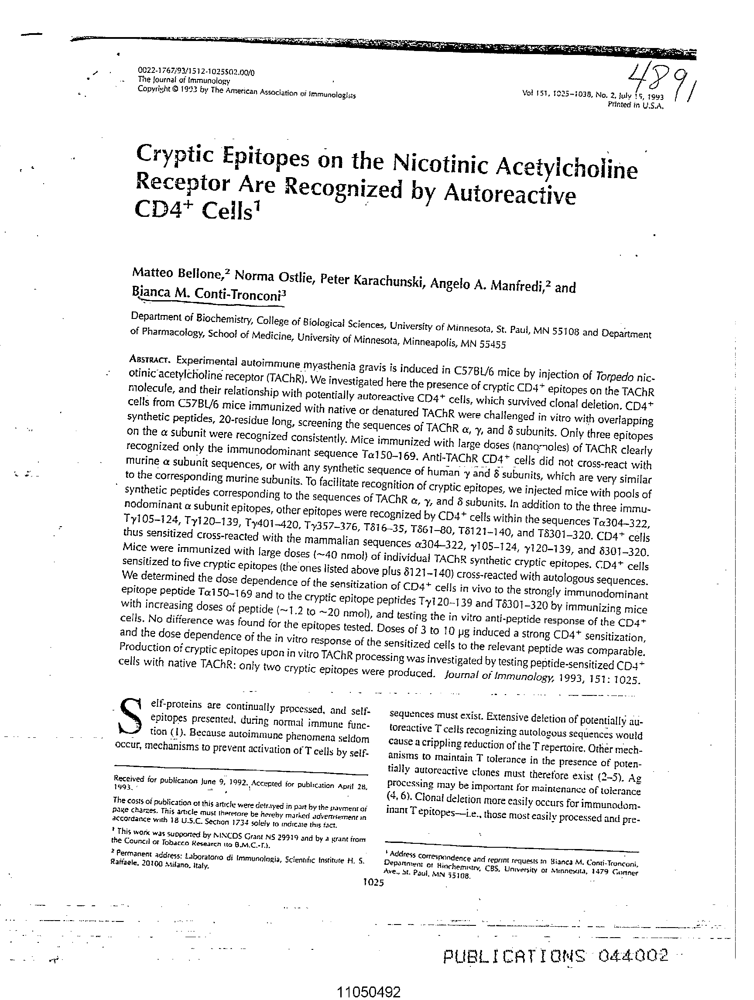 4891
0022-1767/93/1512-1025$02.00/0
The Journal of Immunology
Copyright © 1993 by The American Association of Immunologists
Vol 151, 1025-1038, No. 2, July 15, 1993
Printed in U.S.A.
Cryptic Epitopes on the Nicotinic Acetylcholine
Receptor Are Recognized by Autoreactive
CD4+ Cells¹
Matteo Bellone,² Norma Ostlie, Peter Karachunski, Angelo A. Manfredi,² and
Bianca M. Conti-Tronconi³
Department of Biochemistry, College of Biological Sciences, University of Minnesota, St. Paul, MN 55108 and Department
of Pharmacology, School of Medicine, University of Minnesota, Minneapolis, MN 55455
ABSTRACT. Experimental autoimmune myasthenia gravis is induced in C57BL/6 mice by injection of Torpedo nic-
otinic acetylcholine receptor (TAChR). We investigated here the presence of cryptic CD4+ epitopes on the TAChR
molecule, and their relationship with potentially autoreactive CD4+ cells, which survived clonal deletion. CD4+
cells from C57BL/6 mice immunized with native or denatured TAChR were challenged in vitro with overlapping
synthetic peptides, 20-residue long, screening the sequences of TAChR α, γ, and δ subunits. Only three epitopes
on the α subunit were recognized consistently. Mice immunized with large doses (nanomoles) of TAChR clearly
recognized only the immunodominant sequence Tα150–169. Anti-TAChR CD4+ cells did not cross-react with
murine α subunit sequences, or with any synthetic sequence of human γ and δ subunits, which are very similar
to the corresponding murine subunits. To facilitate recognition of cryptic epitopes, we injected mice with pools of
synthetic peptides corresponding to the sequences of TAChR α, γ, and δ subunits. In addition to the three immu-
nodominant α subunit epitopes, other epitopes were recognized by CD4+ cells within the sequences Tα304–322,
Tγ105–124, Tγ120–139, Tγ401–420, Tγ357–376, Tδ16–35, Tδ61–80, Tδ121–140, and Tδ301–320. CD4+ cells
thus sensitized cross-reacted with the mammalian sequences α304–322, γ105–124, γ120–139, and δ301–320.
Mice were immunized with large doses (~40 nmol) of individual TAChR synthetic cryptic epitopes. CD4+ cells
sensitized to five cryptic epitopes (the ones listed above plus δ121–140) cross-reacted with autologous sequences.
We determined the dose dependence of the sensitization of CD4+ cells in vivo to the strongly immunodominant
epitope peptide Tα150–169 and to the cryptic epitope peptides Tγ120–139 and Tδ301–320 by immunizing mice
with increasing doses of peptide (~1.2 to ~20 nmol), and testing the in vitro anti-peptide response of the CD4+
cells. No difference was found for the epitopes tested. Doses of 3 to 10 μg induced a strong CD4+ sensitization,
and the dose dependence of the in vitro response of the sensitized cells to the relevant peptide was comparable.
Production of cryptic epitopes upon in vitro TAChR processing was investigated by testing peptide-sensitized CD4+
cells with native TAChR: only two cryptic epitopes were produced. Journal of Immunology, 1993, 151: 1025.
Self-proteins are continually processed, and self-
epitopes presented, during normal immune func-
tion (1). Because autoimmune phenomena seldom
occur, mechanisms to prevent activation of T cells by self-
Received for publication June 9, 1992. Accepted for publication April 28,
1993.
The costs of publication of this article were defrayed in part by the payment of
page charges. This article must therefore be hereby marked advertisement in
accordance with 18 U.S.C. Section 1734 solely to indicate this fact.
¹ This work was supported by NINCDS Grant NS 29919 and by a grant from
the Council of Tobacco Research (to B.M.C.-T.).
² Permanent address: Laboratorio di Immunologia, Scientific Institute H. S.
Raffaele, 20100 Milano, Italy.
sequences must exist. Extensive deletion of potentially au-
toreactive T cells recognizing autologous sequences would
cause a crippling reduction of the T repertoire. Other mech-
anisms to maintain T tolerance in the presence of poten-
tially autoreactive clones must therefore exist (2–5). Ag
processing may be important for maintenance of tolerance
(4, 6). Clonal deletion more easily occurs for immunodom-
inant T epitopes—i.e., those most easily processed and pre-
³ Address correspondence and reprint requests to Bianca M. Conti-Tronconi,
Department of Biochemistry, CBS, University of Minnesota, 1479 Gortner
Ave., St. Paul, MN 55108.
1025
PUBLICATIONS 044002
11050492